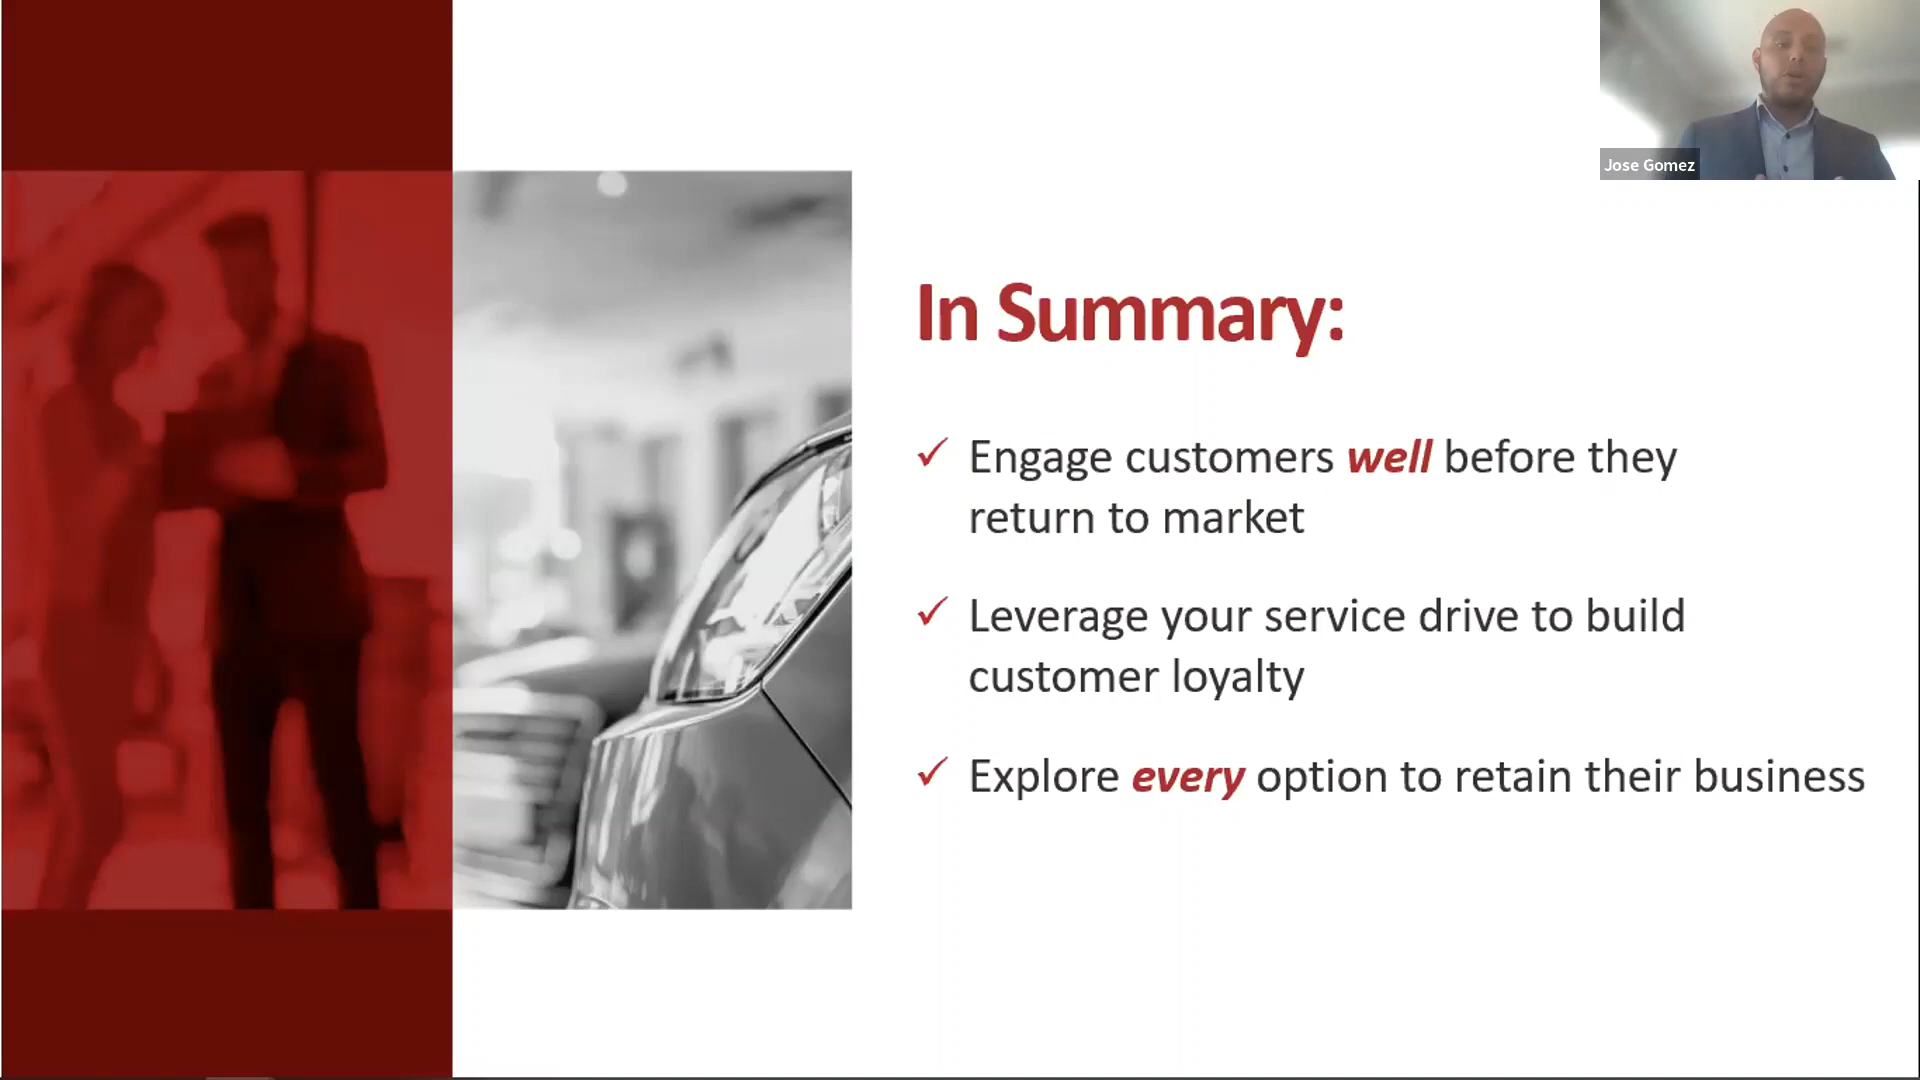 Jose Gomez
In Summary:
✓ Engage customers well before they
return to market
✓ Leverage your service drive to build
customer loyalty
✓ Explore every option to retain their business